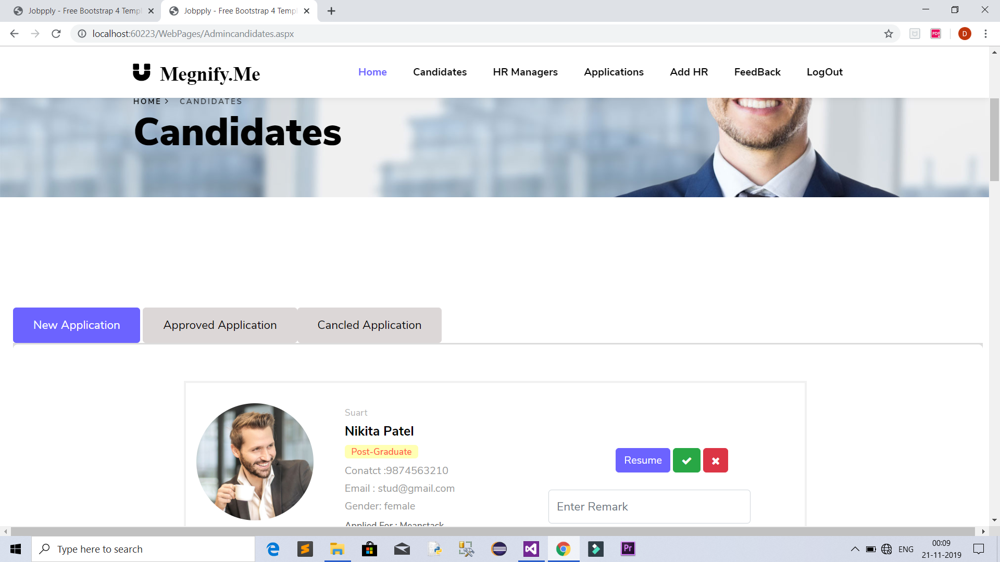 Jobpply - Free Bootstrap 4 Templ
Jobpply - Free Bootstrap 4 Templ
localhost:60223/WebPages/Admincandidates.aspx
PDF
D
Megnify.Me
Home
Candidates
HR Managers
Applications
Add HR
FeedBack
LogOut
HOME > CANDIDATES
Candidates
New Application
Approved Application
Cancled Application
Suart
Nikita Patel
Post-Graduate
Conatct :9874563210
Email : stud@gmail.com
Gender: female
Applied For : Meanstack
Resume
Enter Remark
Type here to search
Pr
ENG
00:09
21-11-2019